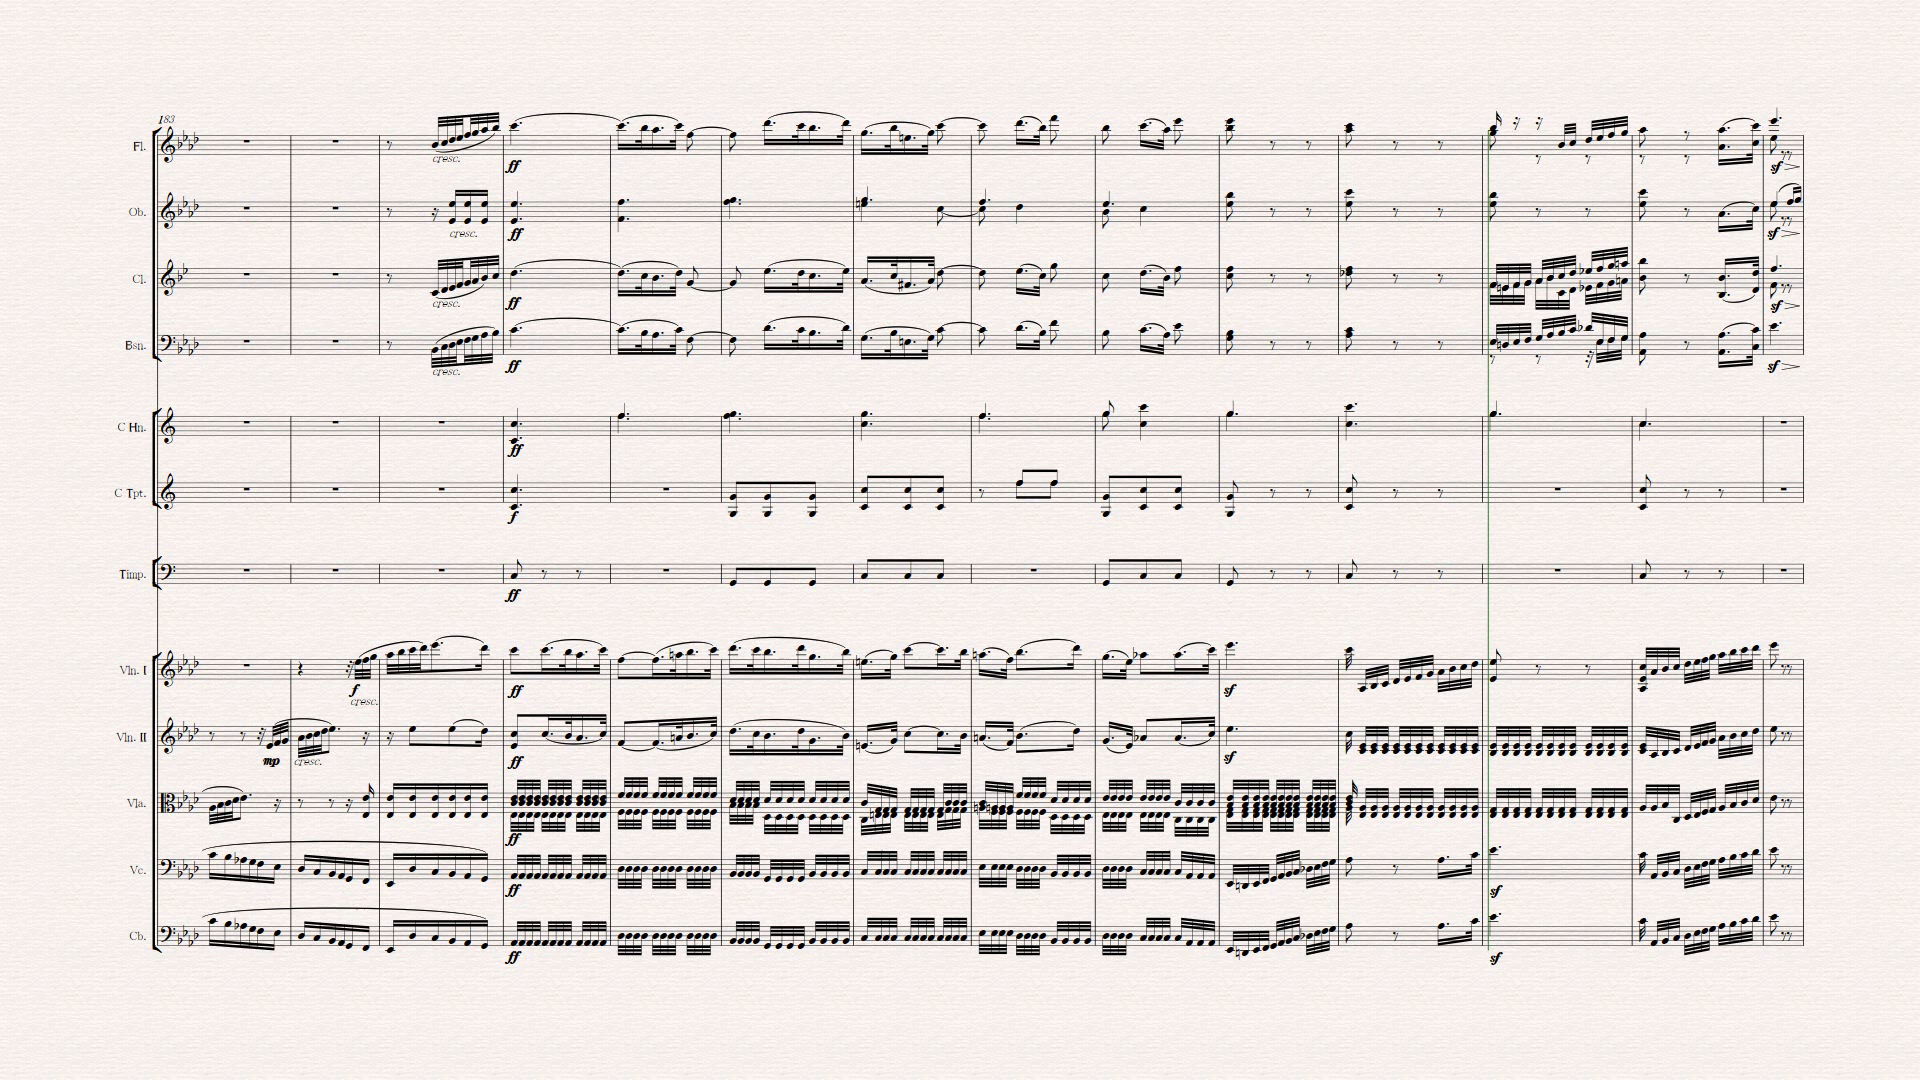 183
Fl.
cresc.
ff
sf
Ob.
cresc.
ff
sf
Cl.
cresc.
ff
sf
Bsn.
cresc.
ff
sf
C Hn.
ff
C Tpt.
f
Timp.
ff
Vln. I
f
cresc.
ff
sf
Vln. II
mp
cresc.
ff
sf
Vla.
ff
Vc.
ff
sf
Cb.
ff
sf